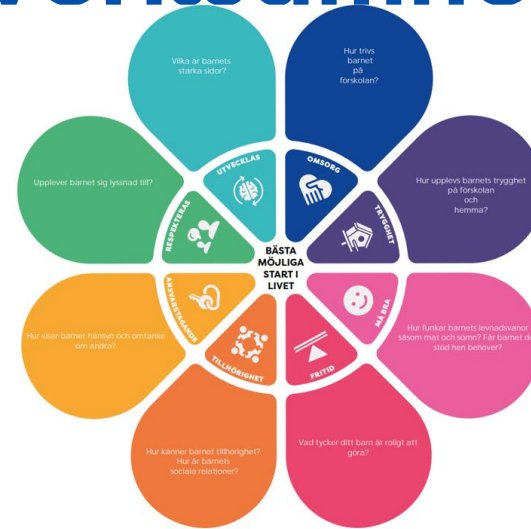 Vilka är barnets
starka sidor?
Hur trivs
barnet
på
förskolan?
UTVECKLAS
OMSORG
Upplever barnet sig lyssnad till?
RESPEKTERAS
Hur upplevs barnets trygghet
på förskolan
och
hemma?
TRYGGHET
BÄSTA
MÖJLIGA
START I
LIVET
Hur visar barnet hänsyn och omtanke
om andra?
ANSVARSTAGANDE
MÅ BRA
Hur funkar barnets levnadsvanor
såsom mat och sömn? Får barnet de
stöd hen behöver?
TILLHÖRIGHET
FRITID
Hur känner barnet tillhörighet?
Hur är barnets
sociala relationer?
Vad tycker ditt barn är roligt att
göra?